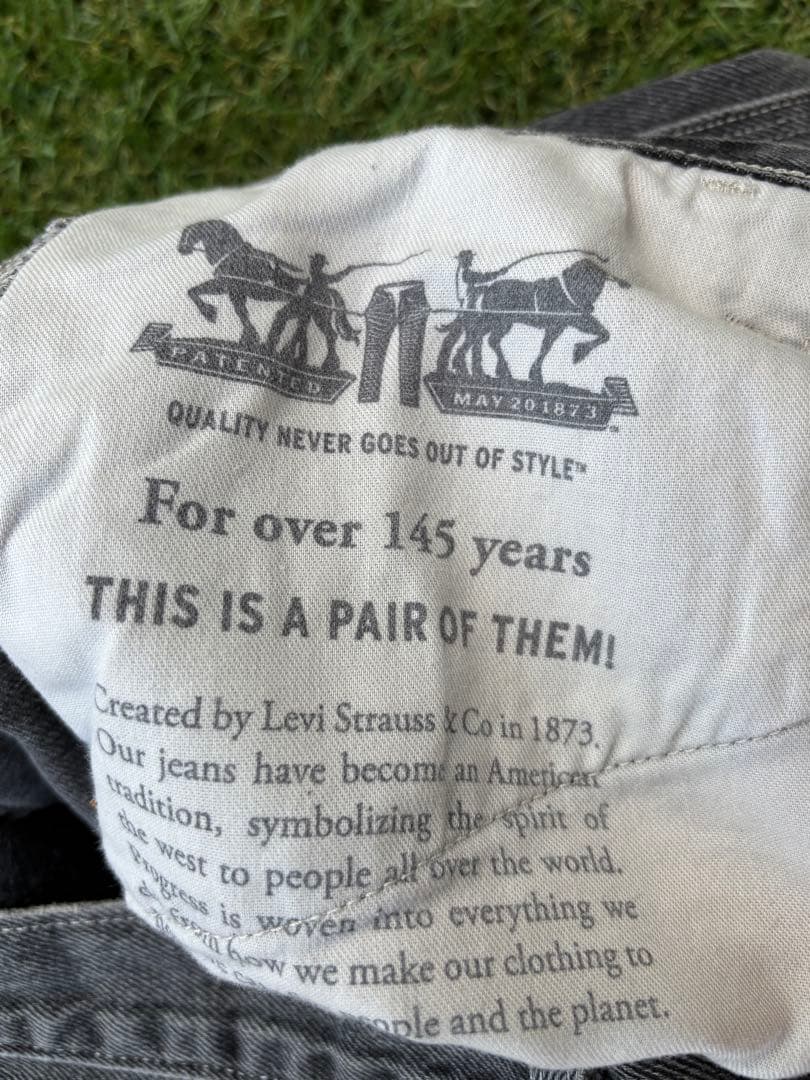 PATENTED
MAY 20 1873
QUALITY NEVER GOES OUT OF STYLE™
For over 145 years
THIS IS A PAIR OF THEM!
Created by Levi Strauss & Co in 1873.
Our jeans have become an American
tradition, symbolizing the spirit of
the west to people all over the world.
Progress is woven into everything we
do from how we make our clothing to
and the planet.